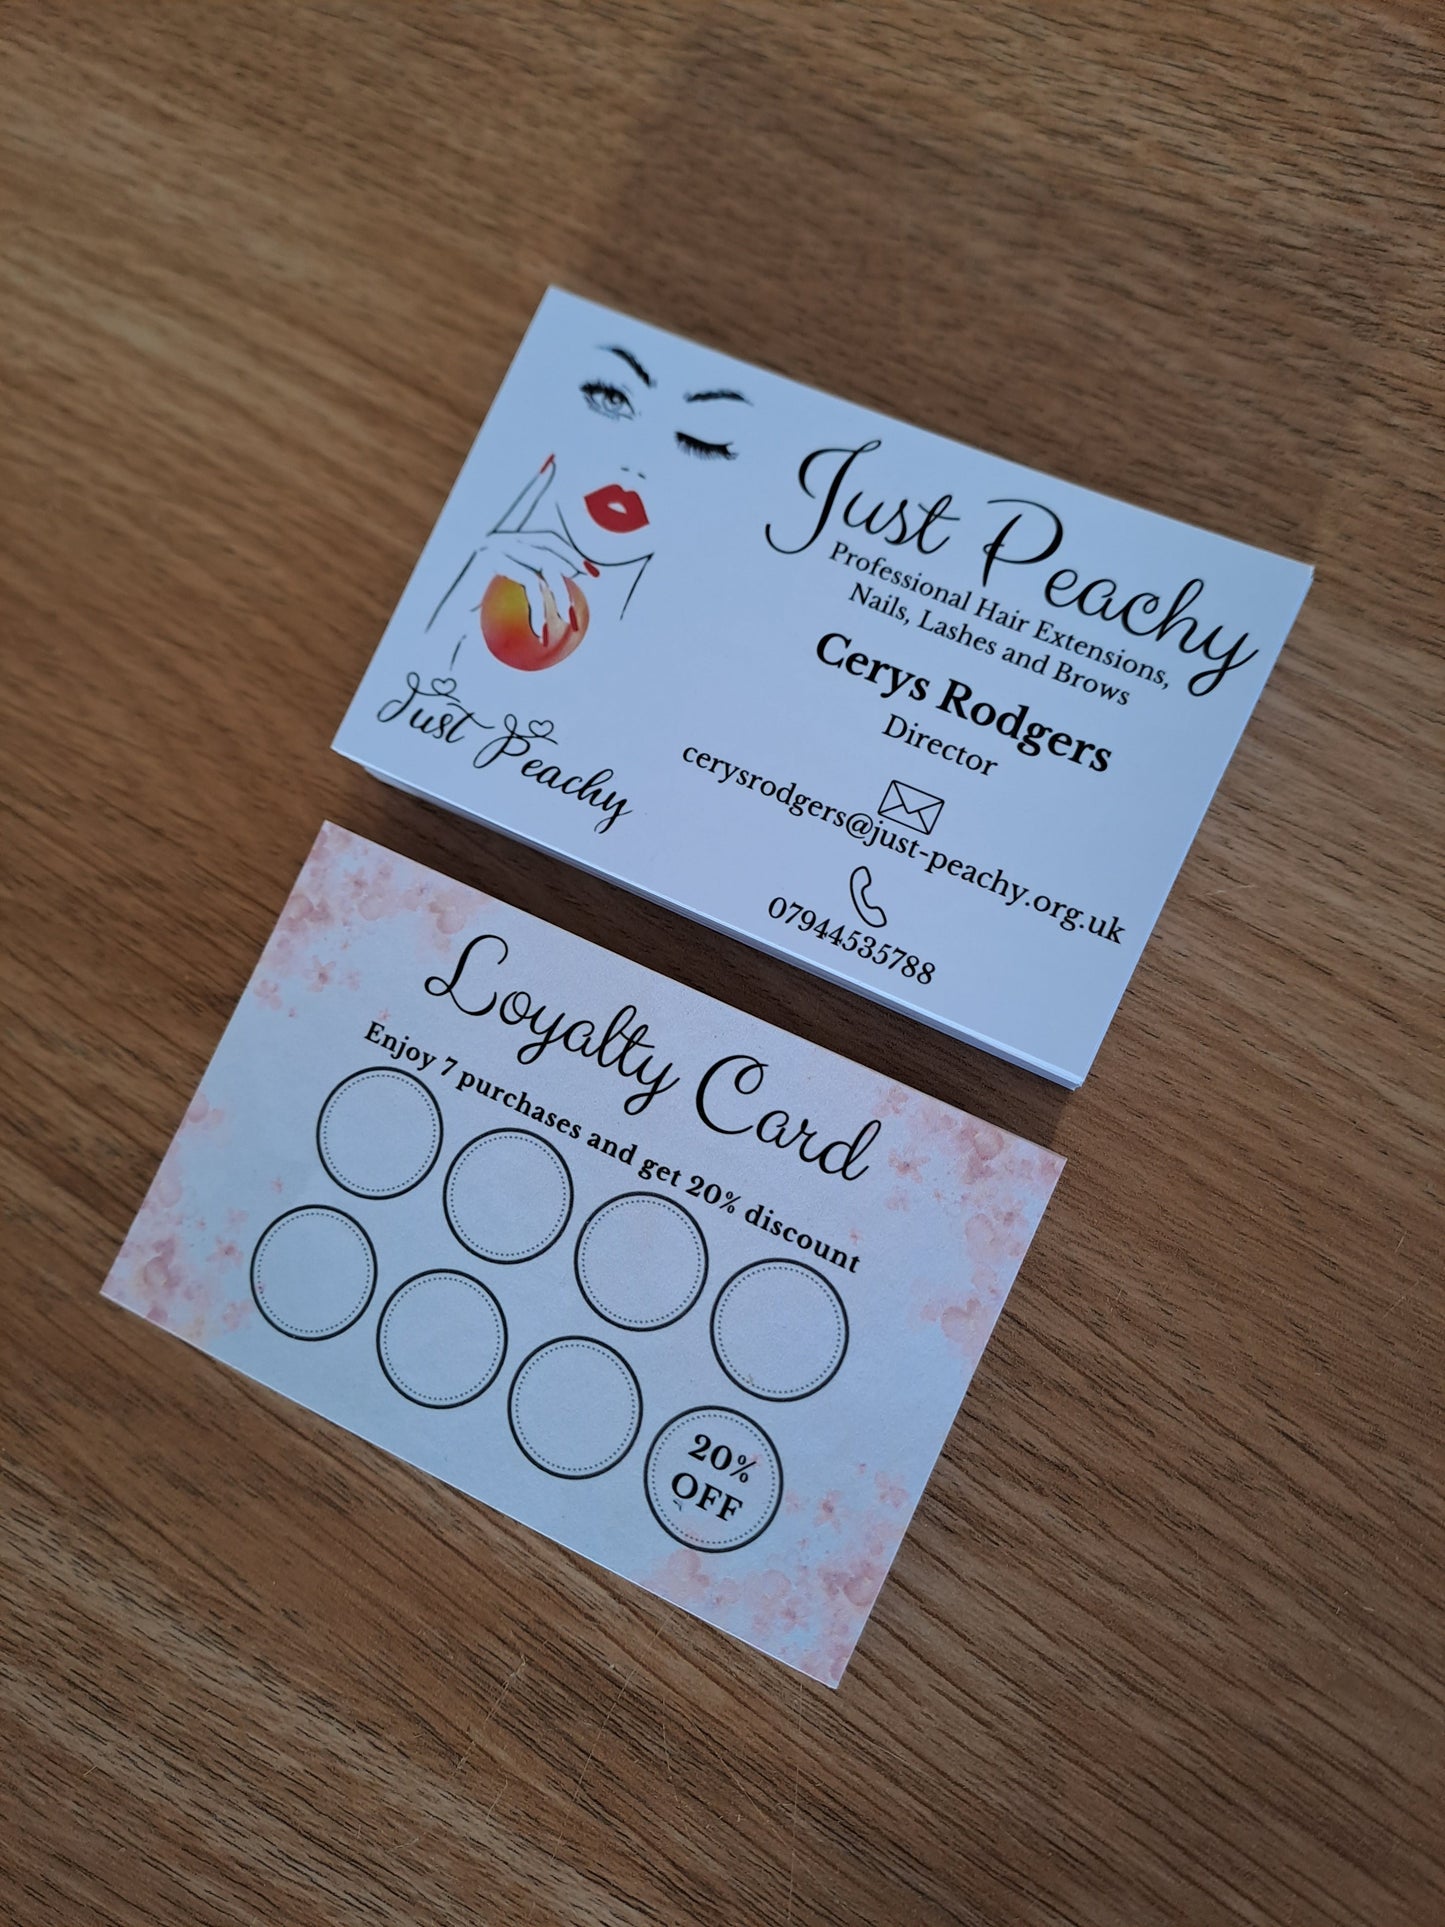 Just Peachy
Professional Hair Extensions,
Nails, Lashes and Brows
Cerys Rodgers
Director
cerysrodgers@just-peachy.org.uk
07944535788
Just Peachy
Loyalty Card
Enjoy 7 purchases and get 20% discount
20%
OFF